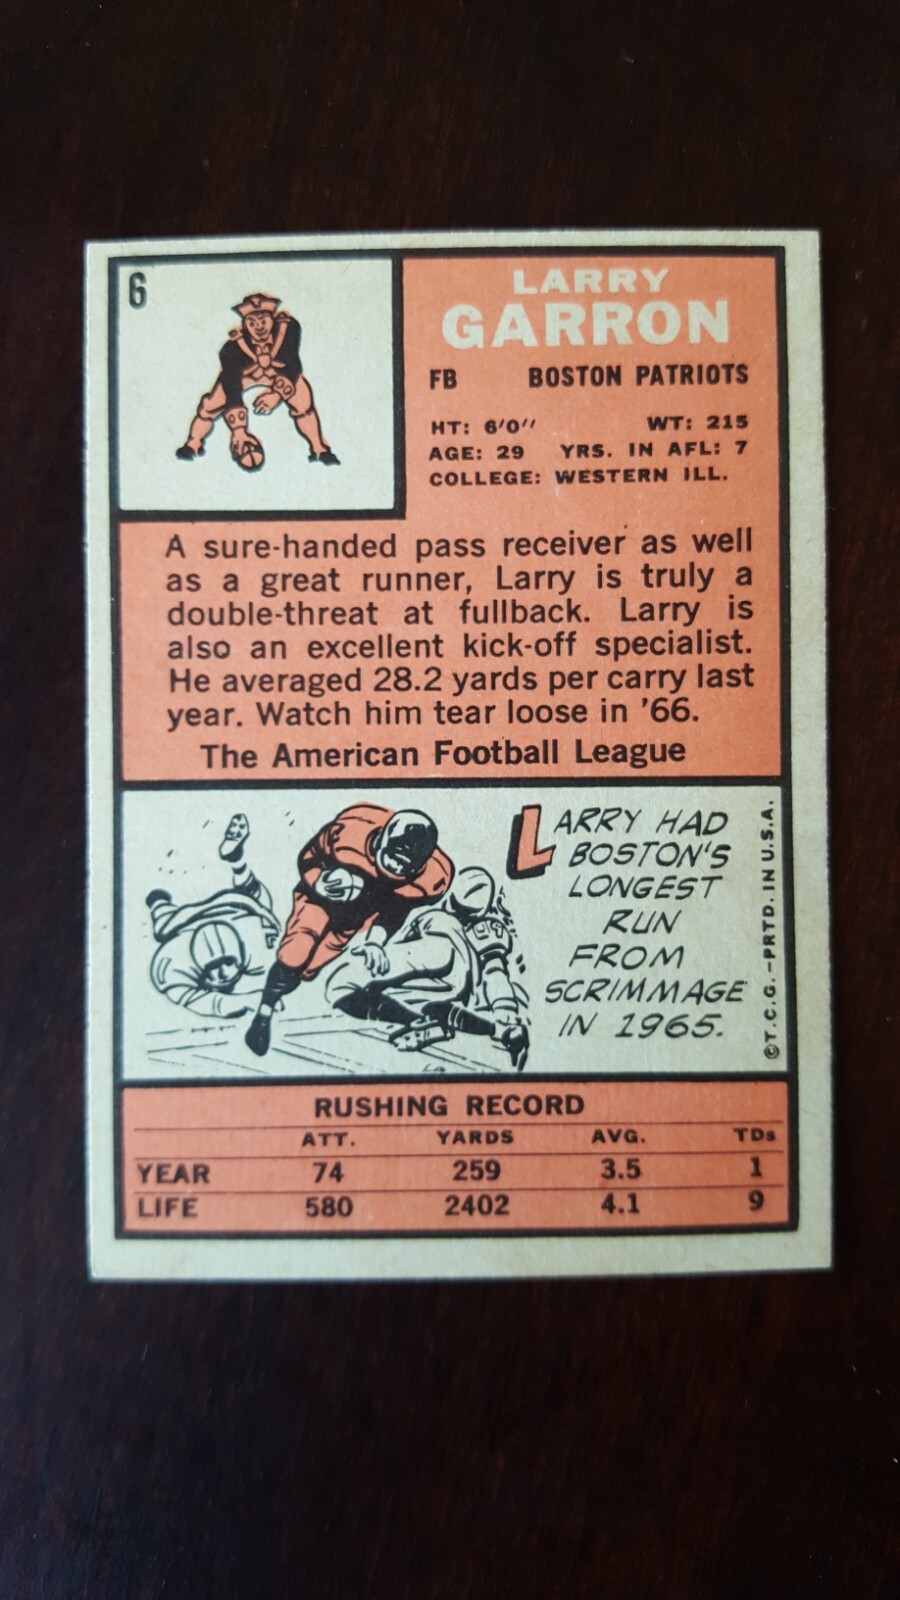 6
LARRY
GARRON
FB BOSTON PATRIOTS
HT: 6'0'' WT: 215
AGE: 29 YRS. IN AFL: 7
COLLEGE: WESTERN ILL.
A sure-handed pass receiver as well
as a great runner, Larry is truly a
double-threat at fullback. Larry is
also an excellent kick-off specialist.
He averaged 28.2 yards per carry last
year. Watch him tear loose in '66.
The American Football League
LARRY HAD
BOSTON'S
LONGEST
RUN
FROM
SCRIMMAGE
IN 1965.
©T.C.G.-PRTD. IN U.S.A.
RUSHING RECORD
ATT. YARDS AVG. TDs
YEAR 74 259 3.5 1
LIFE 580 2402 4.1 9